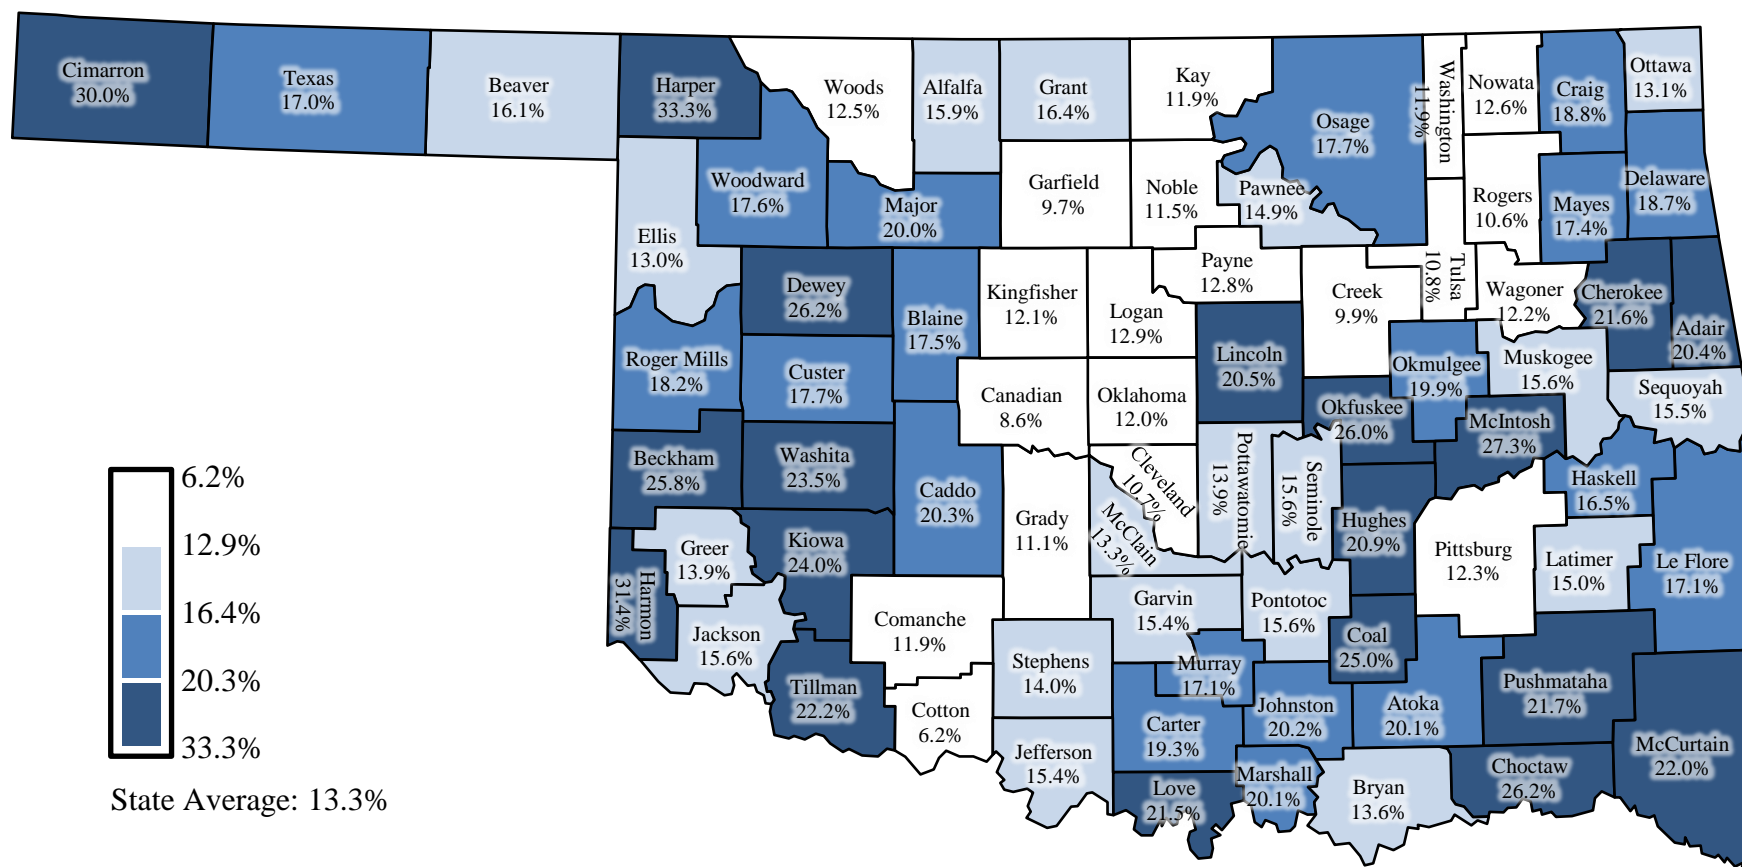 Cimarron
30.0%
Texas
17.0%
Beaver
16.1%
Harper
33.3%
Woods
12.5%
Alfalfa
15.9%
Grant
16.4%
Kay
11.9%
Osage
17.7%
Washington
11.9%
Nowata
12.6%
Craig
18.8%
Ottawa
13.1%
Woodward
17.6%
Major
20.0%
Garfield
9.7%
Noble
11.5%
Pawnee
14.9%
Rogers
10.6%
Mayes
17.4%
Delaware
18.7%
Ellis
13.0%
Dewey
26.2%
Blaine
17.5%
Kingfisher
12.1%
Logan
12.9%
Payne
12.8%
Creek
9.9%
Tulsa
10.8%
Wagoner
12.2%
Cherokee
21.6%
Adair
20.4%
Roger Mills
18.2%
Custer
17.7%
Canadian
8.6%
Oklahoma
12.0%
Lincoln
20.5%
Okfuskee
26.0%
Okmulgee
19.9%
Muskogee
15.6%
Sequoyah
15.5%
McIntosh
27.3%
Beckham
25.8%
Washita
23.5%
Caddo
20.3%
Grady
11.1%
Cleveland
10.7%
McClain
13.3%
Pottawatomie
13.9%
Seminole
15.6%
Hughes
20.9%
Pittsburg
12.3%
Haskell
16.5%
Latimer
15.0%
Le Flore
17.1%
Harmon
31.4%
Greer
13.9%
Kiowa
24.0%
Jackson
15.6%
Comanche
11.9%
Tillman
22.2%
Cotton
6.2%
Stephens
14.0%
Garvin
15.4%
Pontotoc
15.6%
Coal
25.0%
Murray
17.1%
Carter
19.3%
Johnston
20.2%
Atoka
20.1%
Pushmataha
21.7%
McCurtain
22.0%
Jefferson
15.4%
Love
21.5%
Marshall
20.1%
Bryan
13.6%
Choctaw
26.2%
6.2%
12.9%
16.4%
20.3%
33.3%
State Average: 13.3%